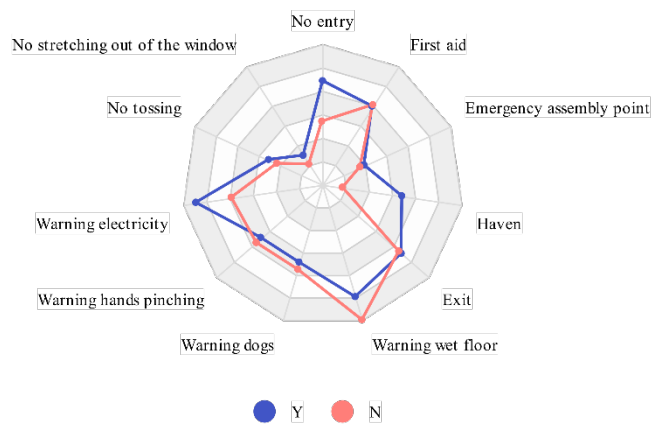 No entry
No stretching out of the window
First aid
No tossing
Emergency assembly point
Warning electricity
Haven
Warning hands pinching
Exit
Warning dogs
Warning wet floor
Y
N